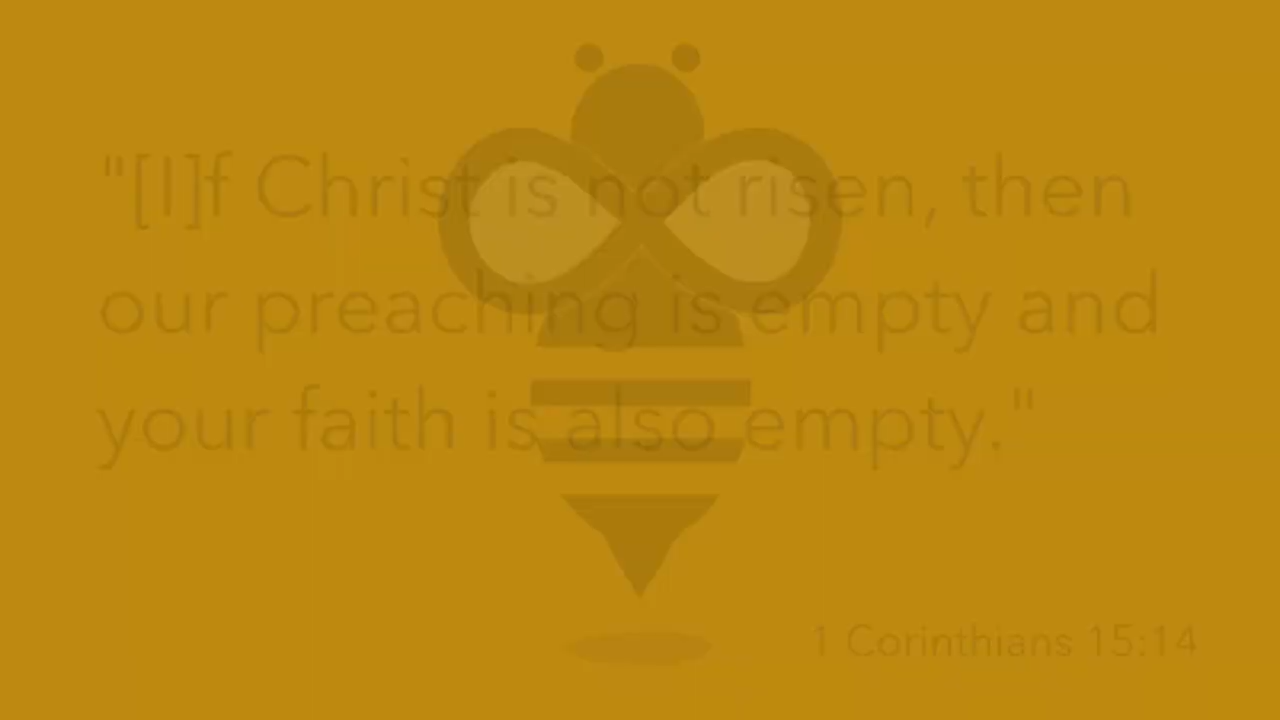 "[I]f Christ is not risen, then
our preaching is empty and
your faith is also empty."
1 Corinthians 15:14